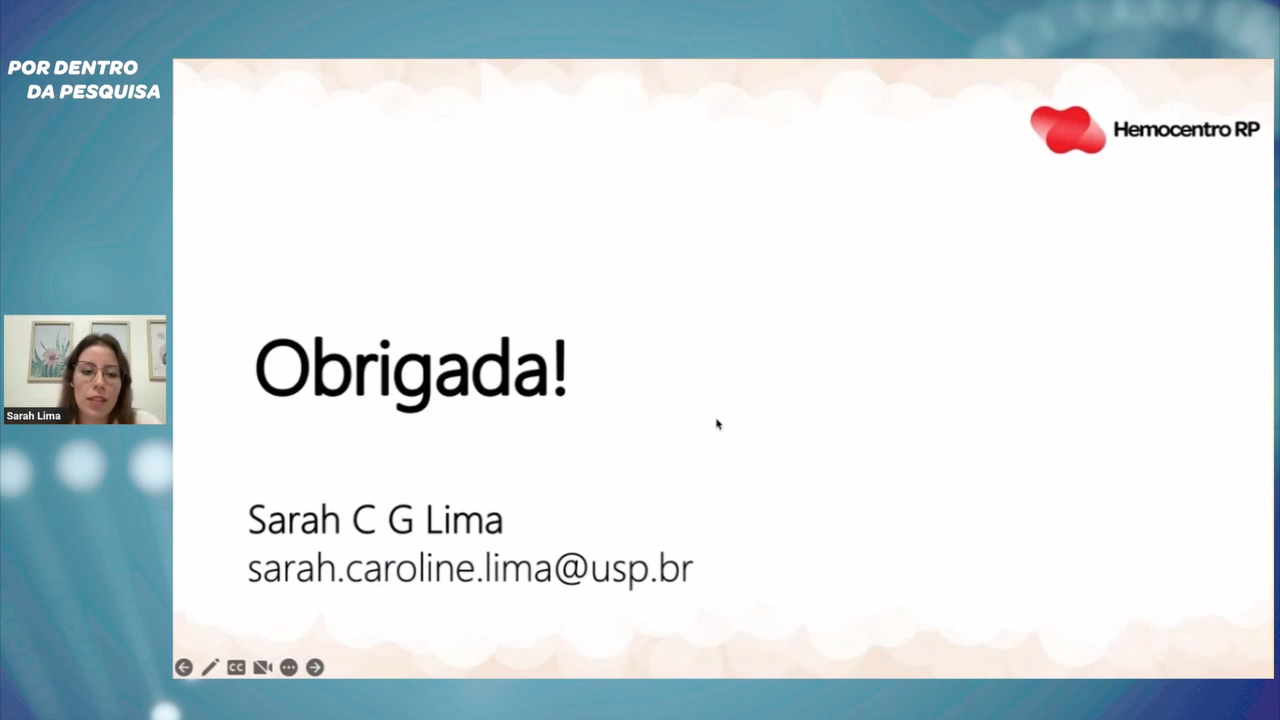 POR DENTRO
DA PESQUISA
Hemocentro RP
Obrigada!
Sarah Lima
Sarah C G Lima
sarah.caroline.lima@usp.br
CC